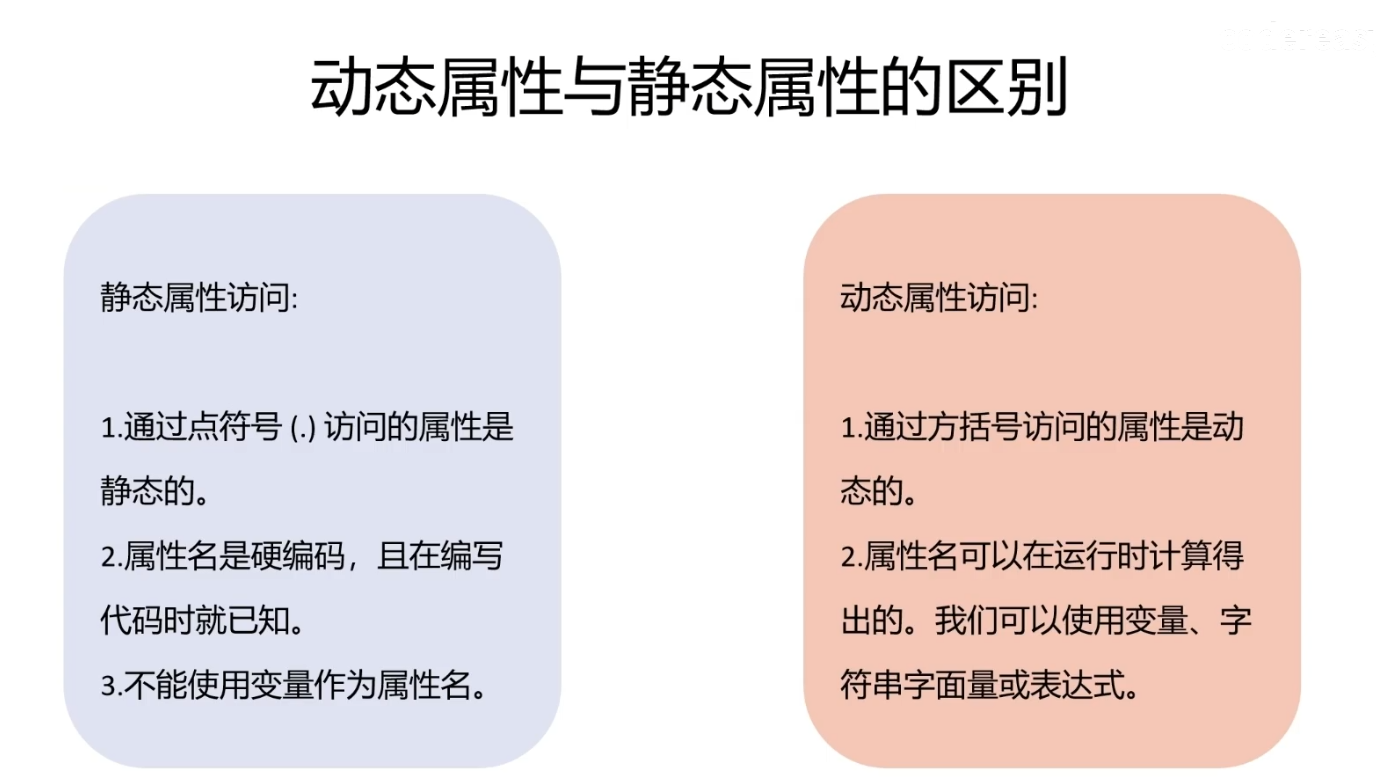 动态属性与静态属性的区别
静态属性访问:
1.通过点符号 (.) 访问的属性是
静态的。
2.属性名是硬编码，且在编写
代码时就已知。
3.不能使用变量作为属性名。
动态属性访问:
1.通过方括号访问的属性是动
态的。
2.属性名可以在运行时计算得
出的。我们可以使用变量、字
符串字面量或表达式。